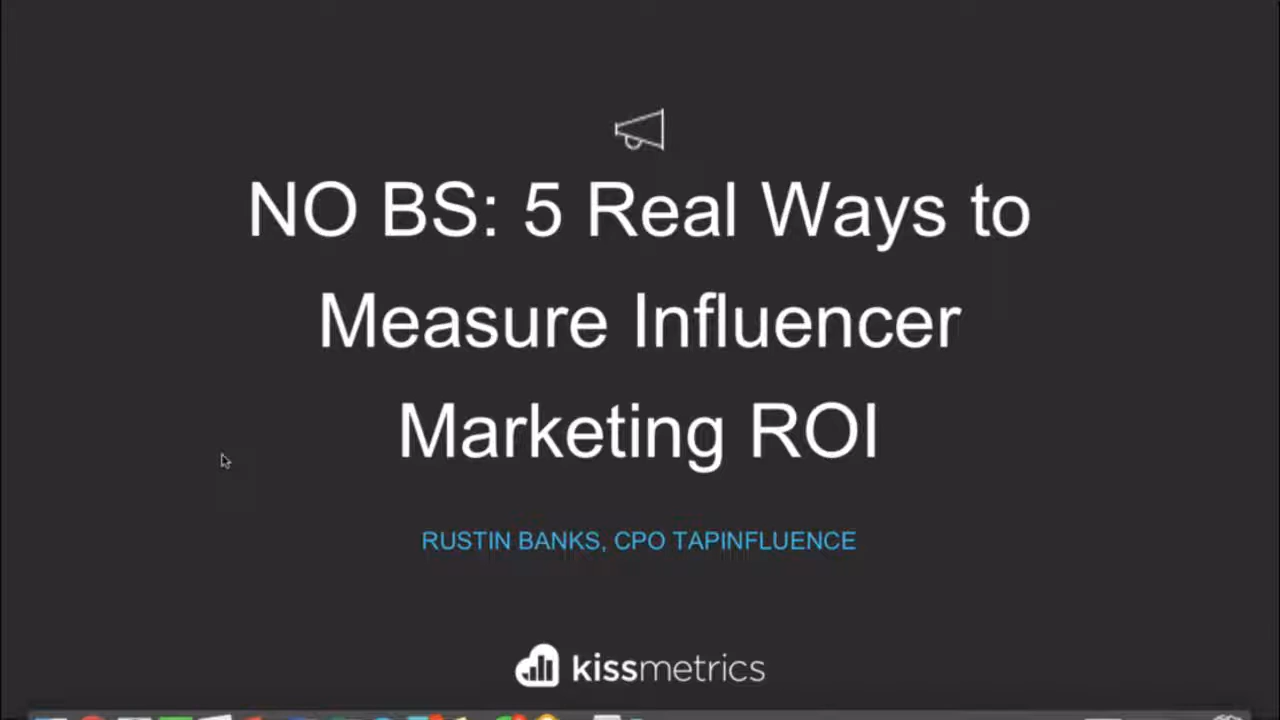 NO BS: 5 Real Ways to
Measure Influencer
Marketing ROI
RUSTIN BANKS, CPO TAPINFLUENCE
kissmetrics